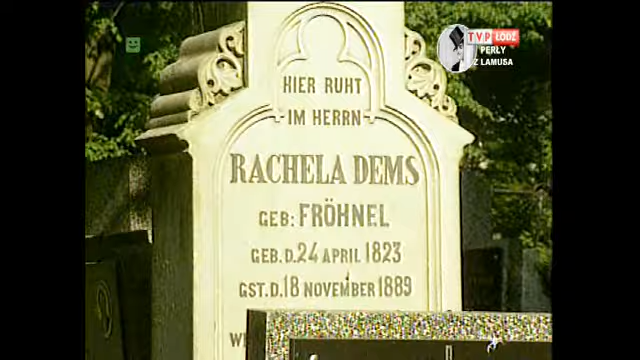 TVP ŁÓDŹ
PERŁY
Z LAMUSA
HIER RUHT
IM HERRN
RACHELA DEMS
GEB: FRÖHNEL
GEB.D.24 APRIL 1823
GST.D.18 NOVEMBER 1889